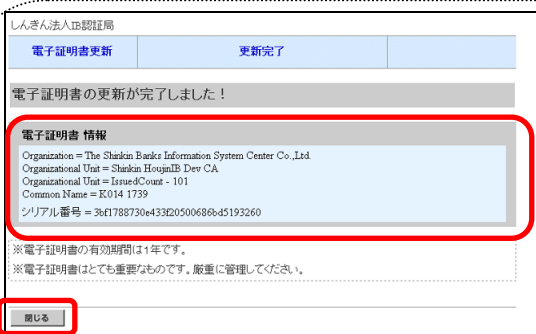 しんきん法人IB認証局
電子証明書更新
更新完了
電子証明書の更新が完了しました！
電子証明書 情報
Organization = The Shinkin Banks Information System Center Co.,Ltd.
Organizational Unit = Shinkin HoujinIB Dev CA
Organizational Unit = IssuedCount - 101
Common Name = K014 1739
シリアル番号 = 3bf1788730e433f20500686bd5193260
※電子証明書の有効期間は1年です。
※電子証明書はとても重要なものです。厳重に管理してください。
閉じる